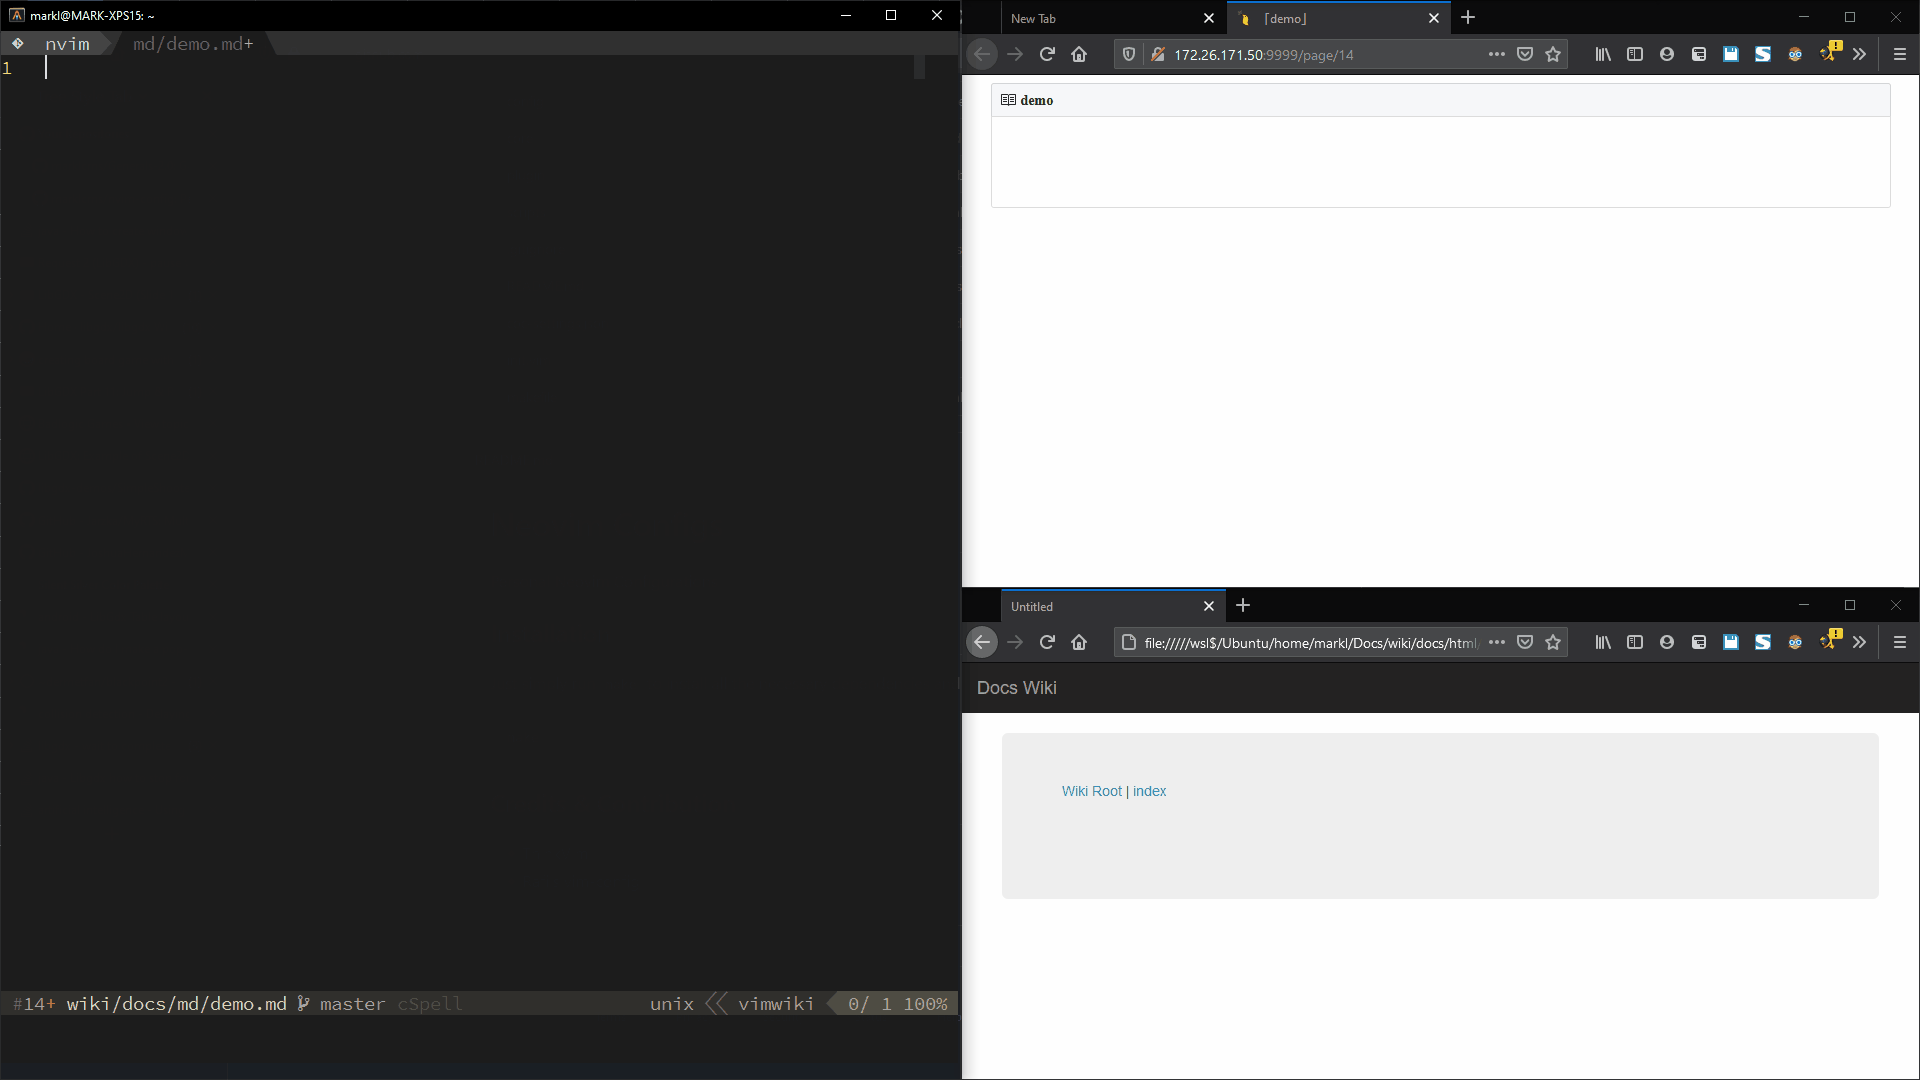 markl@MARK-XPS15: ~
nvim md/demo.md+
1
#14+ wiki/docs/md/demo.md master cSpell unix vimwiki 0/ 1 100%
New Tab
「demo」
172.26.171.50:9999/page/14
demo
Untitled
file://///wsl$/Ubuntu/home/markl/Docs/wiki/docs/html/
Docs Wiki
Wiki Root | index